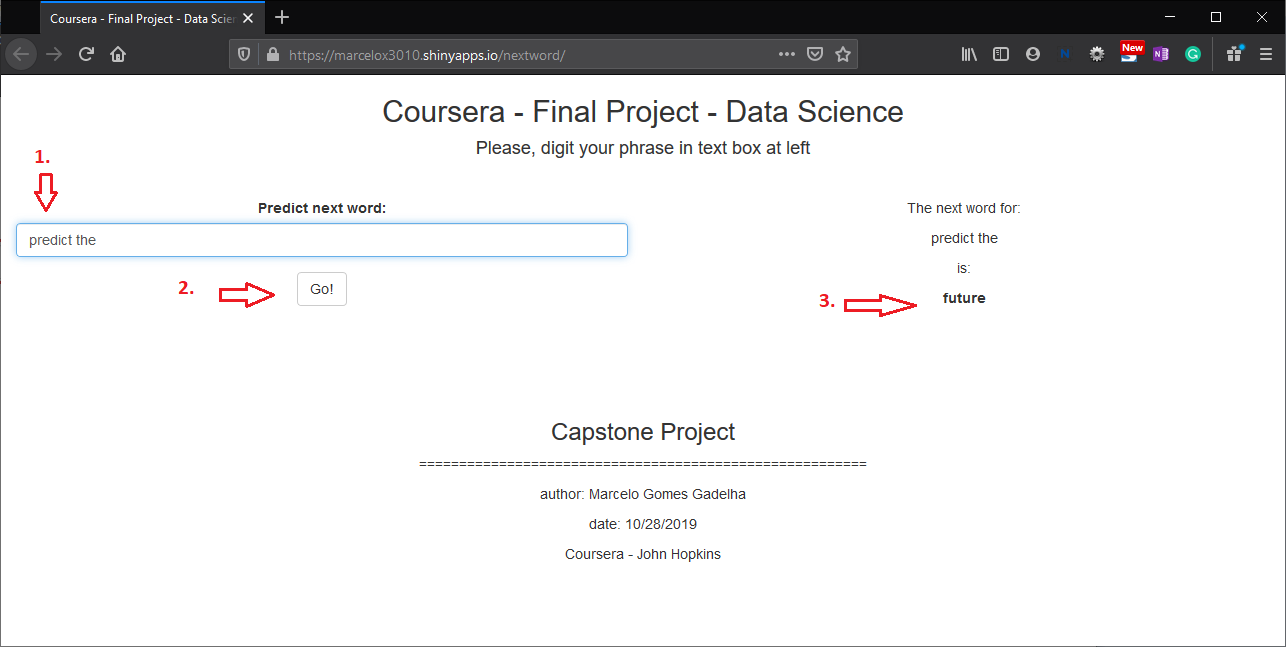 Coursera - Final Project - Data Scien
https://marcelox3010.shinyapps.io/nextword/
New
N
N
G
Coursera - Final Project - Data Science
Please, digit your phrase in text box at left
1.
Predict next word:
predict the
2.
Go!
The next word for:
predict the
is:
3.
future
Capstone Project
========================================================
author: Marcelo Gomes Gadelha
date: 10/28/2019
Coursera - John Hopkins